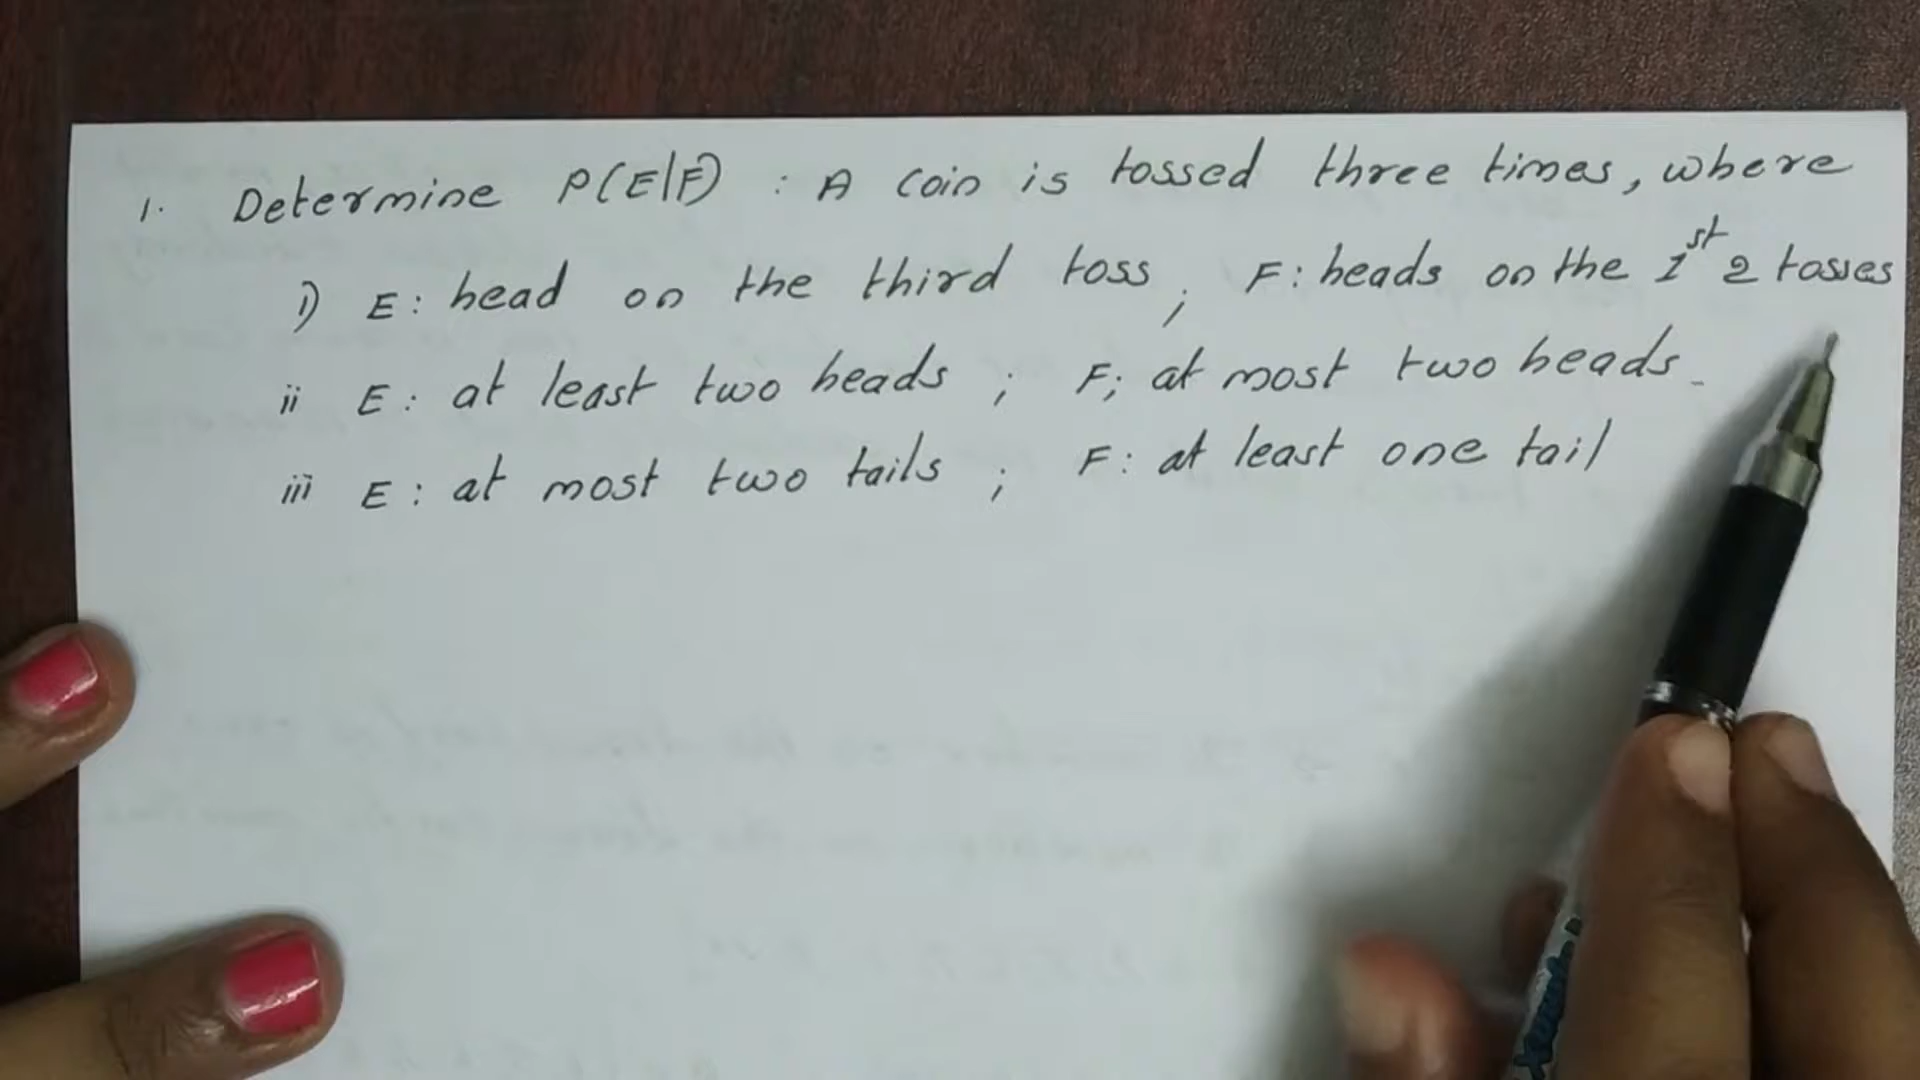 1. Determine P(E|F) : A coin is tossed three times, where
i) E: head on the third toss ; F: heads on the 1st 2 tosses
ii E: at least two heads ; F; at most two heads.
iii E: at most two tails ; F: at least one tail